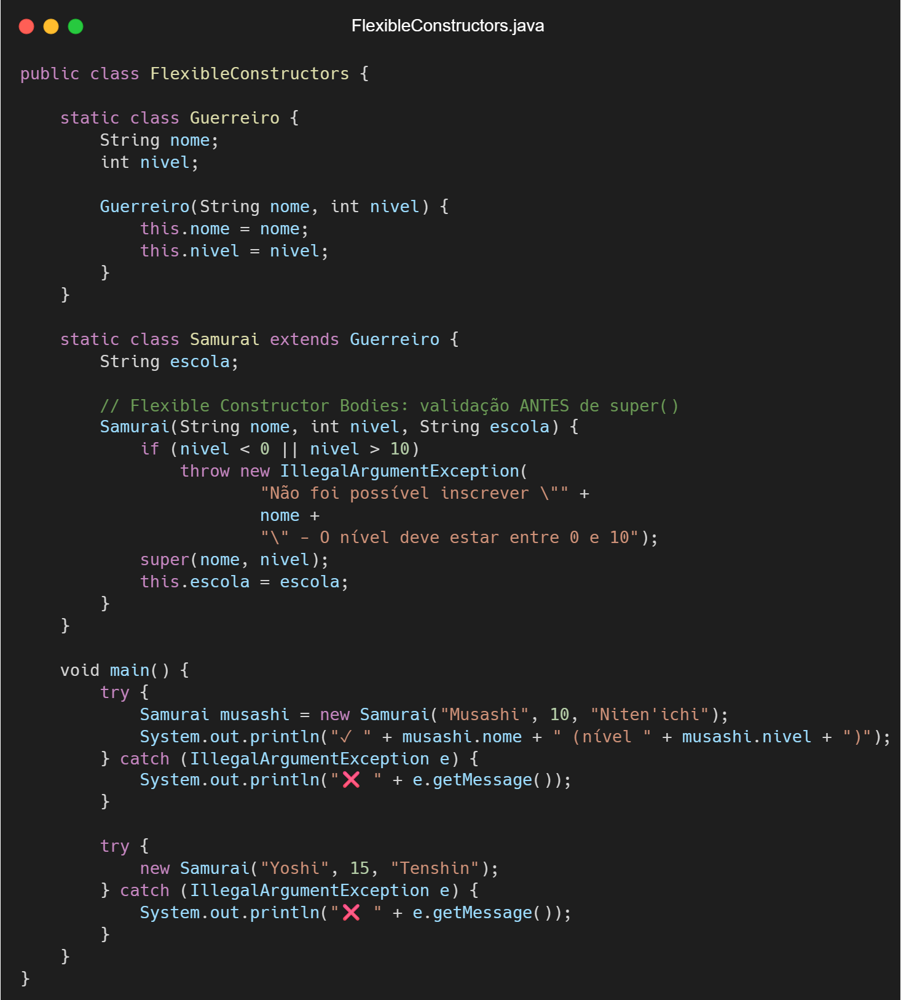 FlexibleConstructors.java
public class FlexibleConstructors {
    static class Guerreiro {
        String nome;
        int nivel;
        Guerreiro(String nome, int nivel) {
            this.nome = nome;
            this.nivel = nivel;
        }
    }
    static class Samurai extends Guerreiro {
        String escola;
        // Flexible Constructor Bodies: validação ANTES de super()
        Samurai(String nome, int nivel, String escola) {
            if (nivel < 0 || nivel > 10)
                throw new IllegalArgumentException(
                        "Não foi possível inscrever \"" +
                        nome +
                        "\" – O nível deve estar entre 0 e 10");
            super(nome, nivel);
            this.escola = escola;
        }
    }
    void main() {
        try {
            Samurai musashi = new Samurai("Musashi", 10, "Niten'ichi");
            System.out.println("✓ " + musashi.nome + " (nível " + musashi.nivel + ")");
        } catch (IllegalArgumentException e) {
            System.out.println("❌ " + e.getMessage());
        }
        try {
            new Samurai("Yoshi", 15, "Tenshin");
        } catch (IllegalArgumentException e) {
            System.out.println("❌ " + e.getMessage());
        }
    }
}